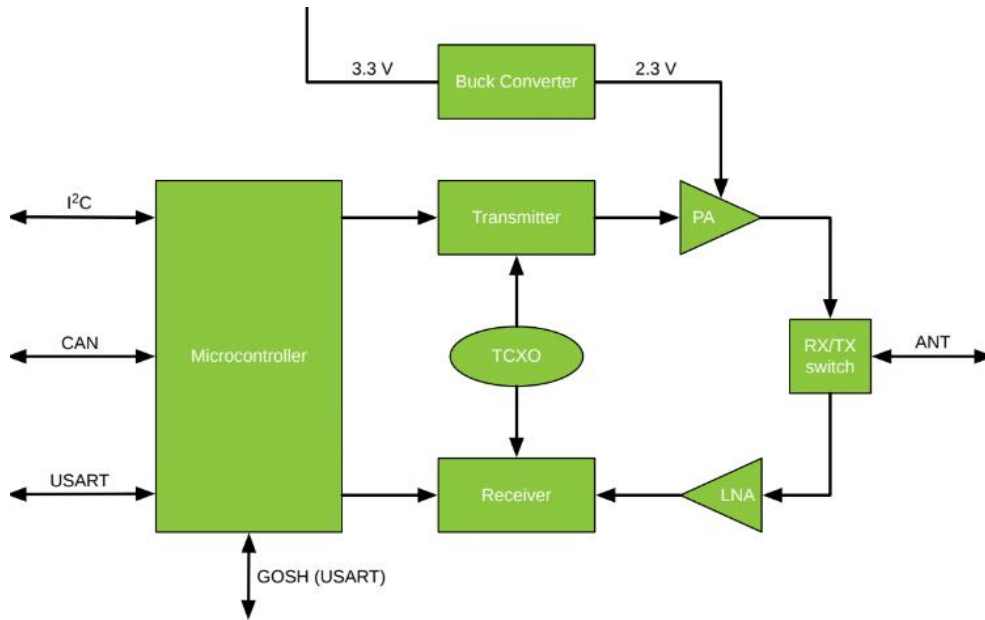 3.3 V
Buck Converter
2.3 V
I²C
Transmitter
PA
CAN
Microcontroller
TCXO
RX/TX
switch
ANT
USART
Receiver
LNA
GOSH (USART)